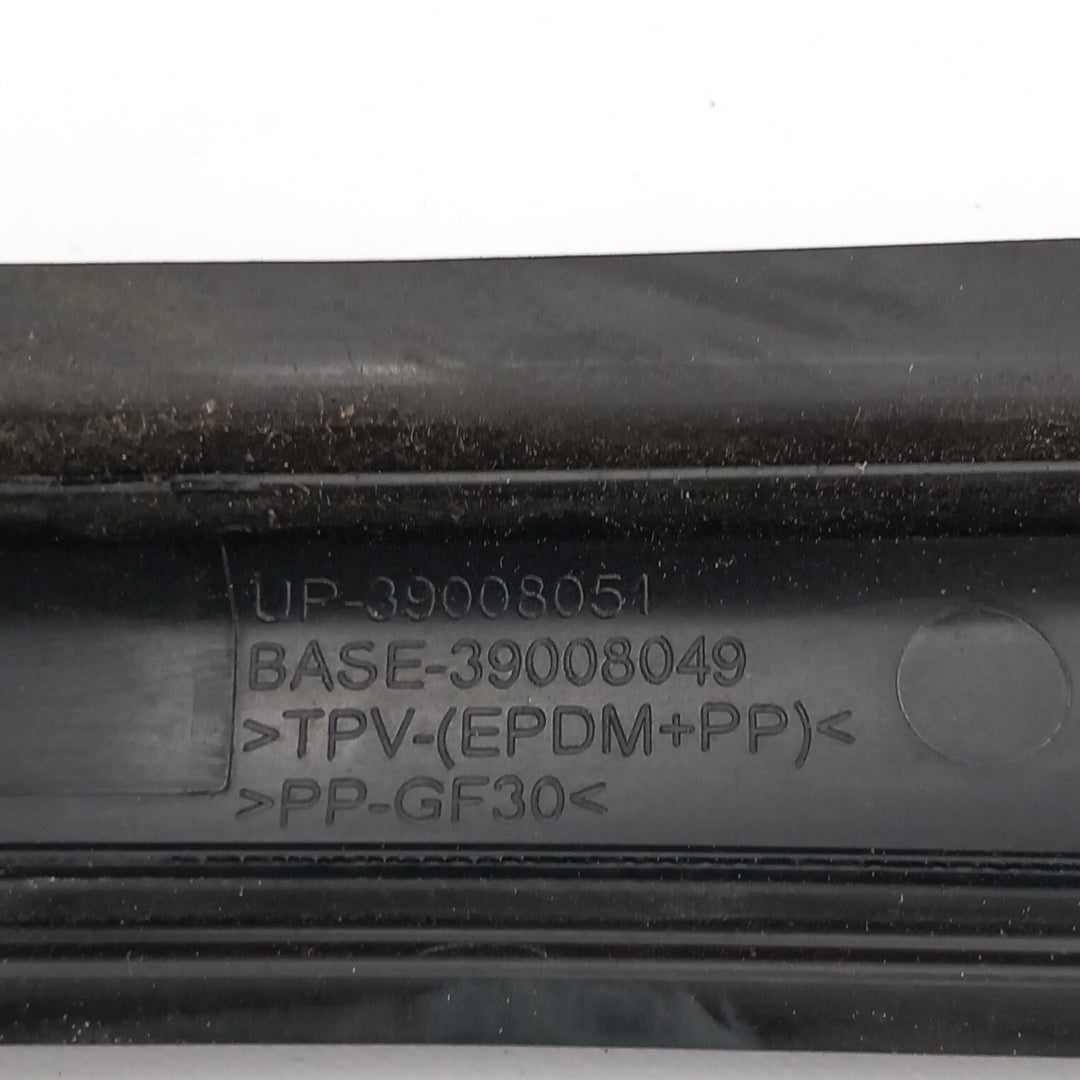 UP-39008051
BASE-39008049
>TPV-(EPDM+PP)<
>PP-GF30<